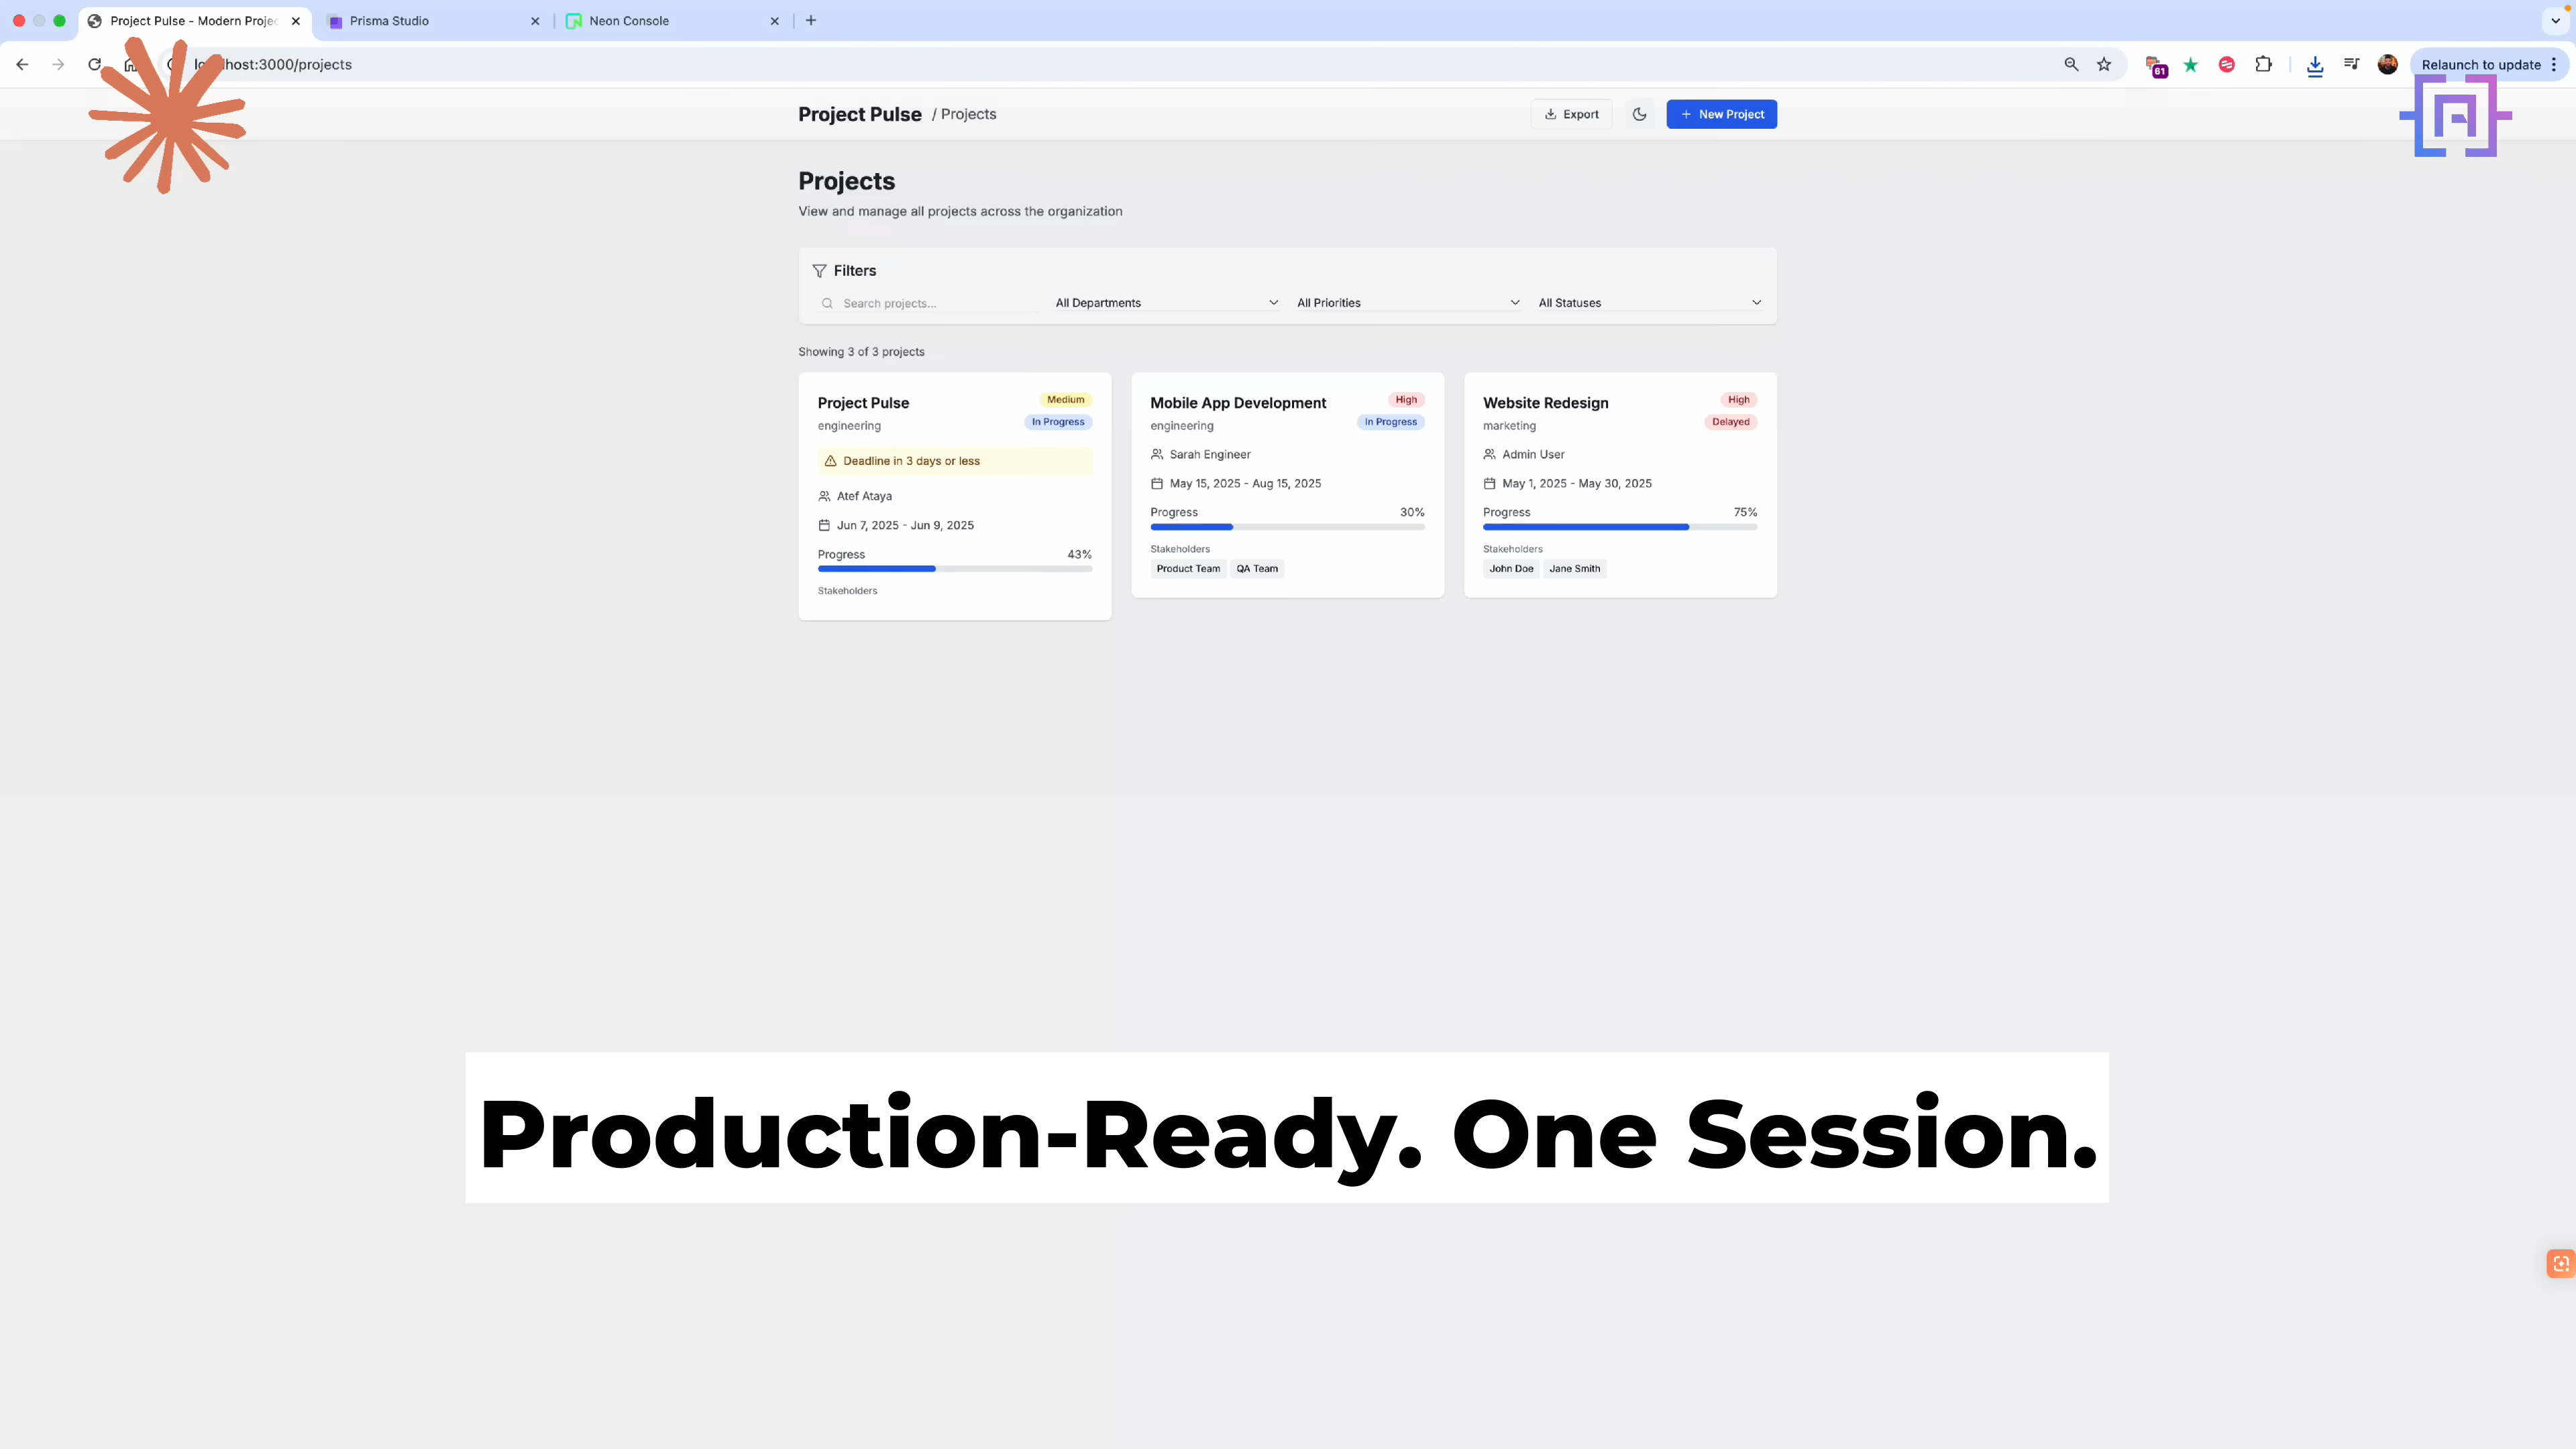 Project Pulse - Modern Projec
Prisma Studio
Neon Console
localhost:3000/projects
61
Relaunch to update
Project Pulse / Projects
Export
New Project
Projects
View and manage all projects across the organization
Filters
Search projects...
All Departments
All Priorities
All Statuses
Showing 3 of 3 projects
Project Pulse
Medium
engineering
In Progress
Deadline in 3 days or less
Atef Ataya
Jun 7, 2025 - Jun 9, 2025
Progress 43%
Stakeholders
Mobile App Development
High
engineering
In Progress
Sarah Engineer
May 15, 2025 - Aug 15, 2025
Progress 30%
Stakeholders
Product Team QA Team
Website Redesign
High
marketing
Delayed
Admin User
May 1, 2025 - May 30, 2025
Progress 75%
Stakeholders
John Doe Jane Smith
Production-Ready. One Session.